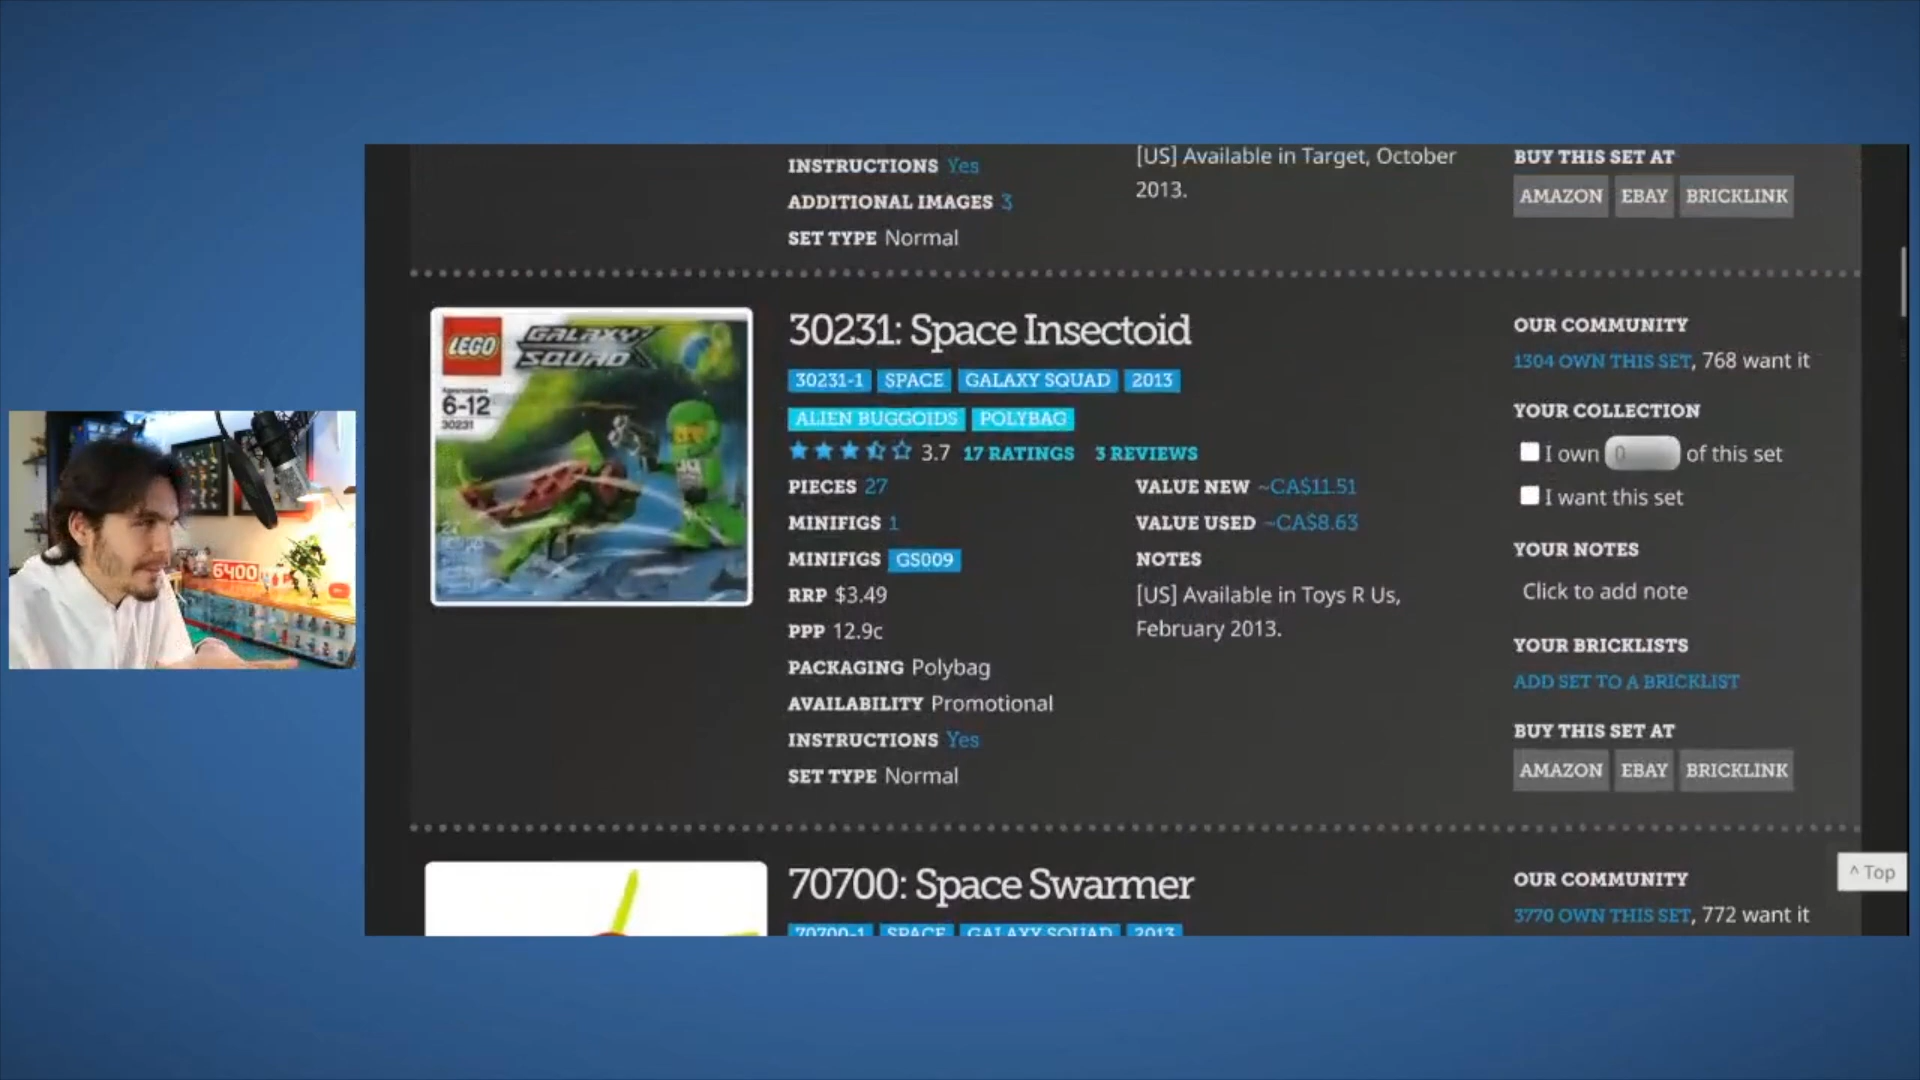 INSTRUCTIONS Yes
ADDITIONAL IMAGES 3
SET TYPE Normal
[US] Available in Target, October
2013.
BUY THIS SET AT
AMAZON EBAY BRICKLINK
LEGO
GALAXY
SQUAD
6-12
30231
30231: Space Insectoid
30231-1 SPACE GALAXY SQUAD 2013
ALIEN BUGGOIDS POLYBAG
3.7 17 RATINGS 3 REVIEWS
PIECES 27
MINIFIGS 1
MINIFIGS GS009
RRP $3.49
PPP 12.9c
PACKAGING Polybag
AVAILABILITY Promotional
INSTRUCTIONS Yes
SET TYPE Normal
VALUE NEW ~CA$11.51
VALUE USED ~CA$8.63
NOTES
[US] Available in Toys R Us,
February 2013.
OUR COMMUNITY
1304 OWN THIS SET, 768 want it
YOUR COLLECTION
I own 0 of this set
I want this set
YOUR NOTES
Click to add note
YOUR BRICKLISTS
ADD SET TO A BRICKLIST
BUY THIS SET AT
AMAZON EBAY BRICKLINK
6400
70700: Space Swarmer
70700-1 SPACE GALAXY SQUAD 2013
OUR COMMUNITY
3770 OWN THIS SET, 772 want it
^ Top